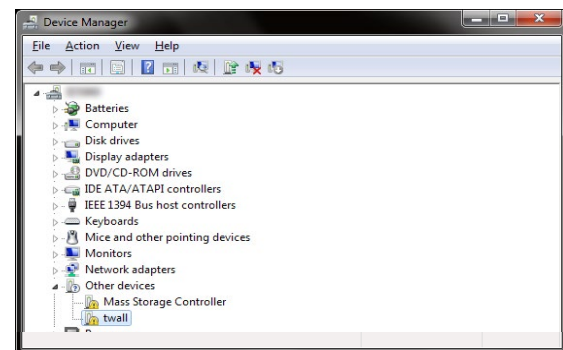 Device Manager
File Action View Help
Batteries
Computer
Disk drives
Display adapters
DVD/CD-ROM drives
IDE ATA/ATAPI controllers
IEEE 1394 Bus host controllers
Keyboards
Mice and other pointing devices
Monitors
Network adapters
Other devices
Mass Storage Controller
twall